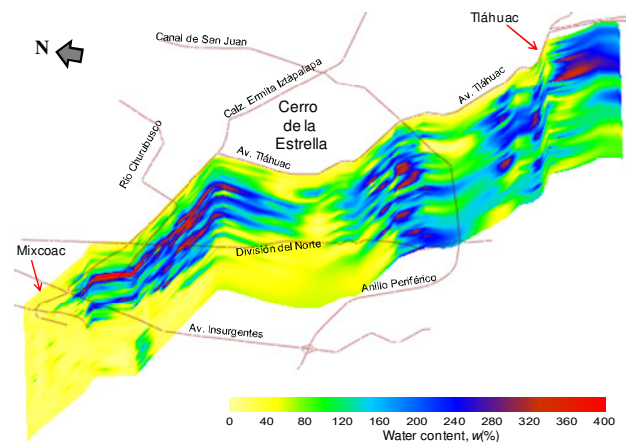 Tláhuac
N
Canal de San Juan
Calz. Ermita Iztapalapa
Av. Tláhuac
Cerro
de la
Estrella
Río Churubusco
Av. Tláhuac
División del Norte
Mixcoac
Anillo Periférico
Av. Insurgentes
0 40 80 120 160 200 240 280 320 360 400
Water content, w(%)